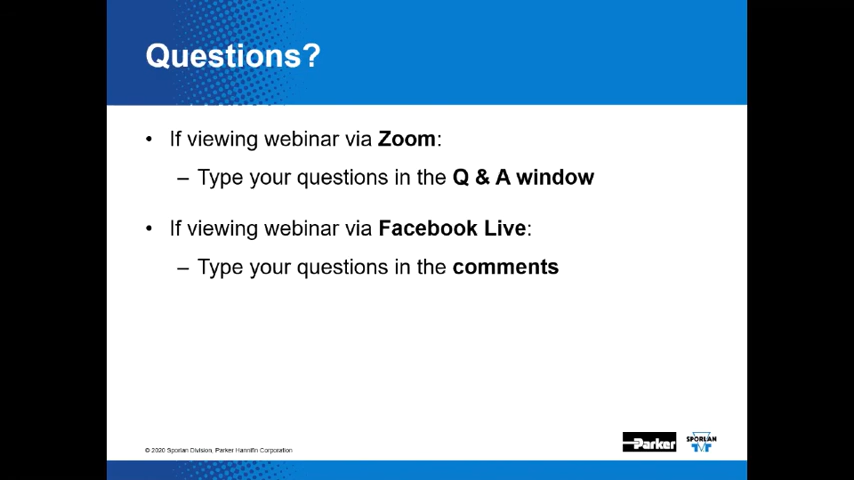 Questions?
• If viewing webinar via Zoom:
– Type your questions in the Q & A window
• If viewing webinar via Facebook Live:
– Type your questions in the comments
© 2020 Sporlan Division, Parker Hannifin Corporation
Parker
SPORLAN